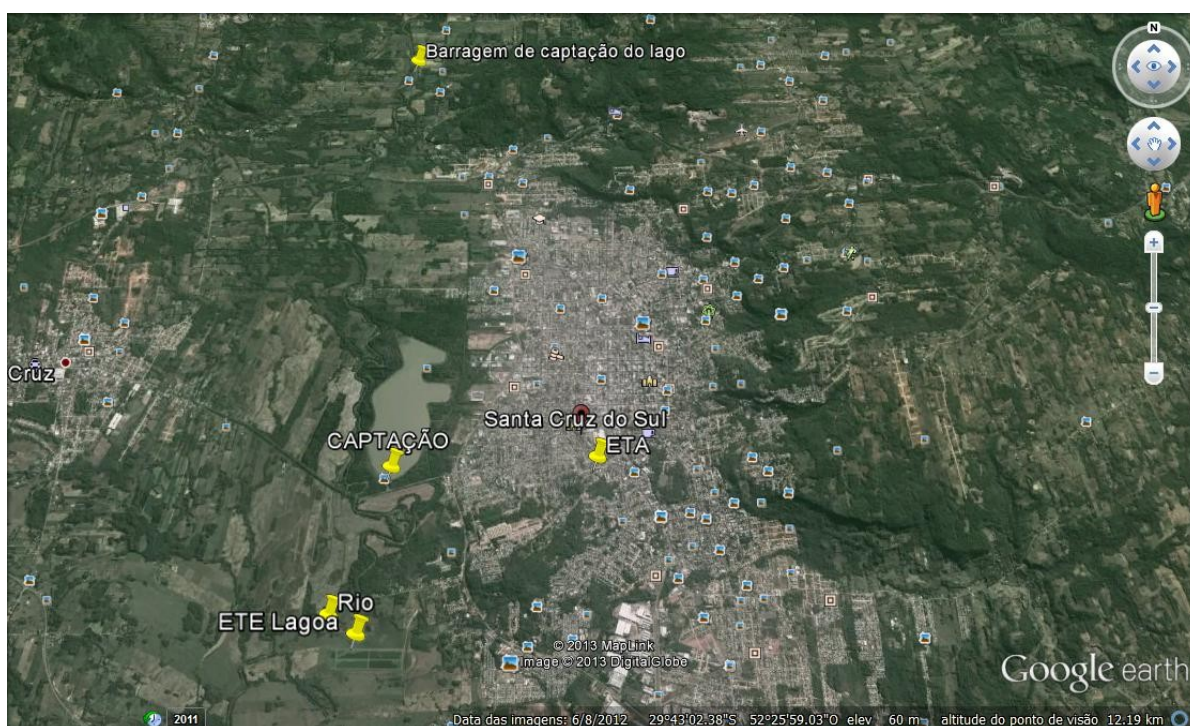 N
Barragem de captação do lago
Cruz
Santa Cruz do Sul
CAPTAÇÃO
ETA
Rio
ETE Lagoa
© 2013 MapLink
Image © 2013 DigitalGlobe
Google earth
2011
Data das imagens: 6/8/2012 29°43'02.38"S 52°25'59.03"O elev 60 m altitude do ponto de visão 12.19 km